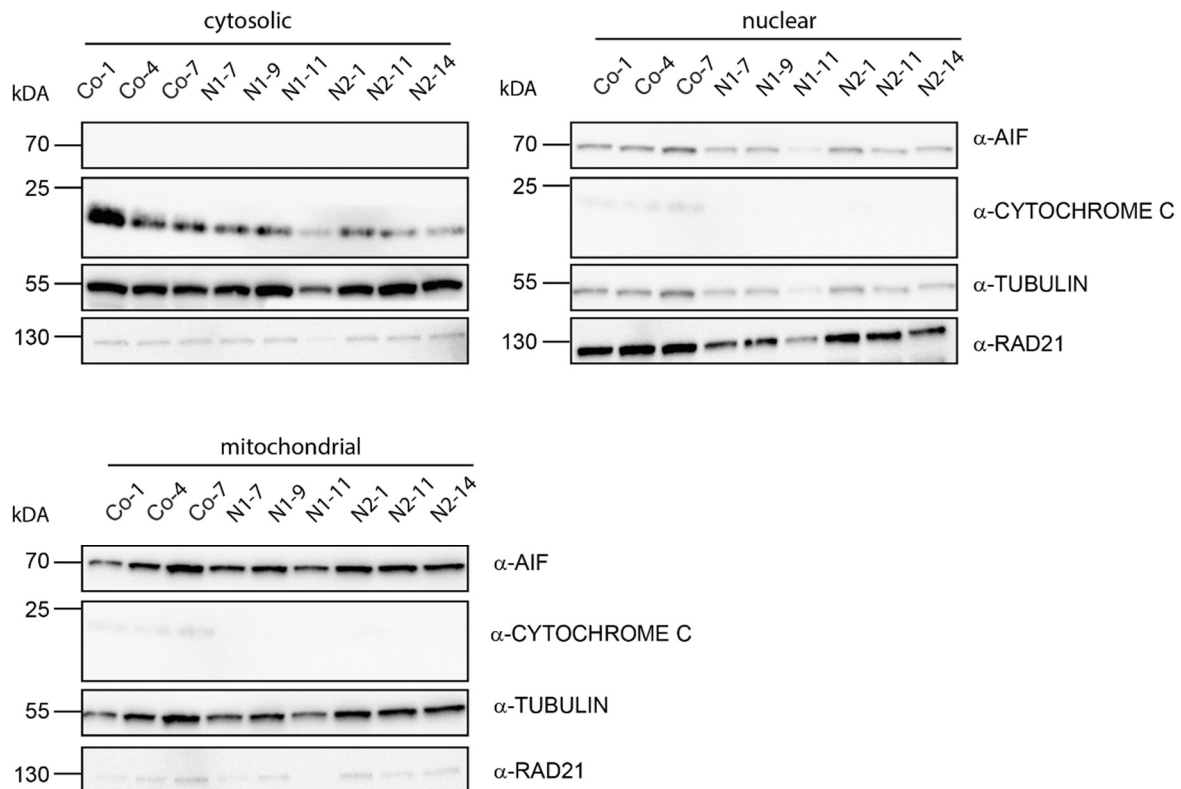 cytosolic
kDA Co-1 Co-4 Co-7 N1-7 N1-9 N1-11 N2-1 N2-11 N2-14
70
25
55
130
nuclear
kDA Co-1 Co-4 Co-7 N1-7 N1-9 N1-11 N2-1 N2-11 N2-14
70 α-AIF
25
α-CYTOCHROME C
55 α-TUBULIN
130 α-RAD21
mitochondrial
kDA Co-1 Co-4 Co-7 N1-7 N1-9 N1-11 N2-1 N2-11 N2-14
70 α-AIF
25
α-CYTOCHROME C
55 α-TUBULIN
130 α-RAD21